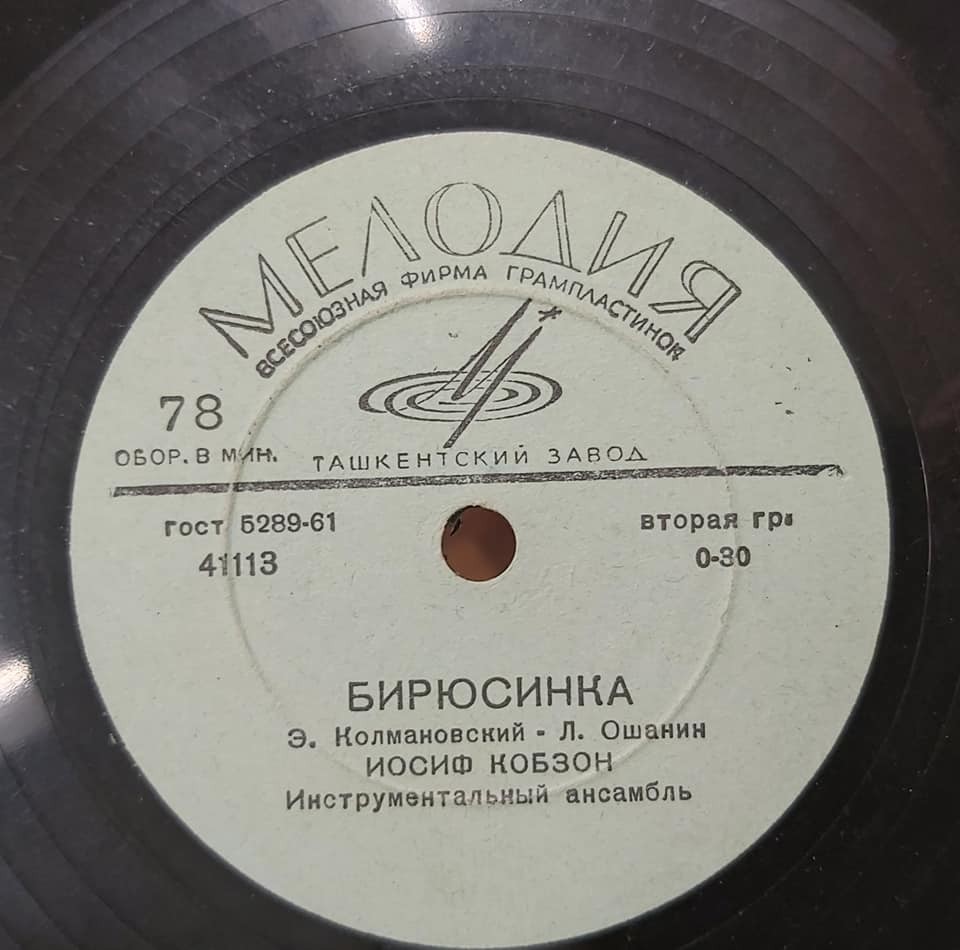 МЕЛОДИЯ
ВСЕСОЮЗНАЯ ФИРМА ГРАМПЛАСТИНОК
78
ОБОР. В МИН.
ТАШКЕНТСКИЙ ЗАВОД
ГОСТ 5289-61
вторая гр.
41113
0-30
БИРЮСИНКА
Э. Колмановский - Л. Ошанин
ИОСИФ КОБЗОН
Инструментальный ансамбль